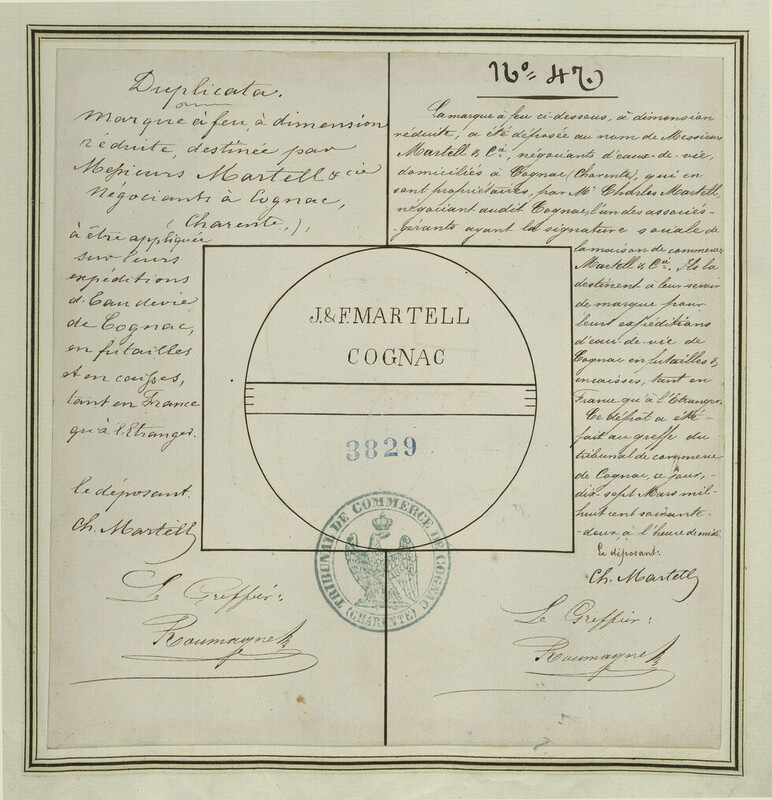 Duplicata.
Marque à feu, à dimension
réduite, destinée par
Messieurs Martell & Cie
Négociants à Cognac,
(Charente,),
à être appliquée
sur leurs
expéditions
d'Eau de vie
de Cognac,
en futailles
et en caisses,
tant en France
qu'à l'Etranger.
le déposant.
Ch. Martell
Le Greffier:
Roumagne
No= 47.
La marque à feu ci-dessous, à dimension
réduite, a été déposée au nom de Messieurs
Martell & Cie, négociants d'eaux-de-vie,
domiciliés à Cognac (Charente), qui en
sont propriétaires, par Mr Charles Martell,
négociant audit Cognac, l'un des associés-
gérants ayant la signature sociale de
la maison de commerce
Martell & Cie. Ils la
destinent à leur servir
de marque pour
leurs expéditions
d'eau-de-vie de
Cognac en futailles &
en caisses, tant en
France qu'à l'Etranger.
Ce dépôt a été
fait au greffe du
tribunal de commerce
de Cognac, ce jour,
dix-sept Mars mil-
huit cent soixante-
deux à l'heure de midi.
Le déposant:
Ch. Martell
Le Greffier:
Roumagne
J.&F.MARTELL
COGNAC
3829
TRIBUNAL DE COMMERCE DE COGNAC
(CHARENTE)